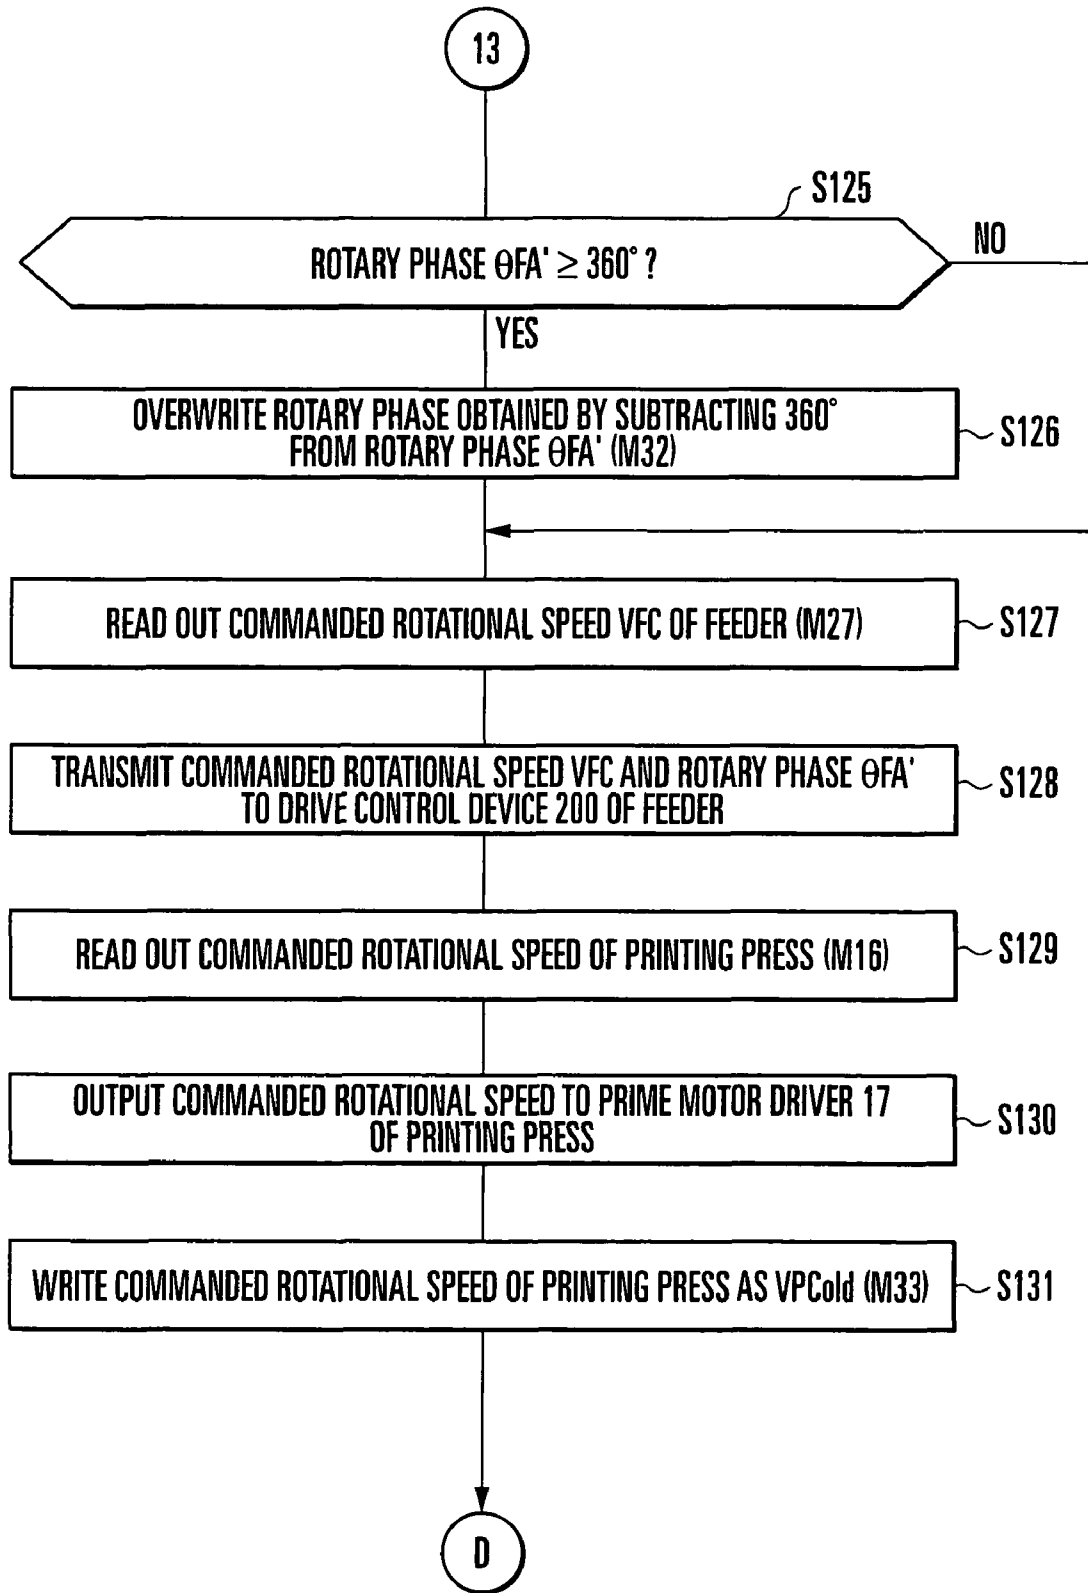 13
S125
ROTARY PHASE θFA' ≥ 360° ?
NO
YES
OVERWRITE ROTARY PHASE OBTAINED BY SUBTRACTING 360°
FROM ROTARY PHASE θFA' (M32)
S126
READ OUT COMMANDED ROTATIONAL SPEED VFC OF FEEDER (M27)
S127
TRANSMIT COMMANDED ROTATIONAL SPEED VFC AND ROTARY PHASE θFA'
TO DRIVE CONTROL DEVICE 200 OF FEEDER
S128
READ OUT COMMANDED ROTATIONAL SPEED OF PRINTING PRESS (M16)
S129
OUTPUT COMMANDED ROTATIONAL SPEED TO PRIME MOTOR DRIVER 17
OF PRINTING PRESS
S130
WRITE COMMANDED ROTATIONAL SPEED OF PRINTING PRESS AS VPCold (M33)
S131
D